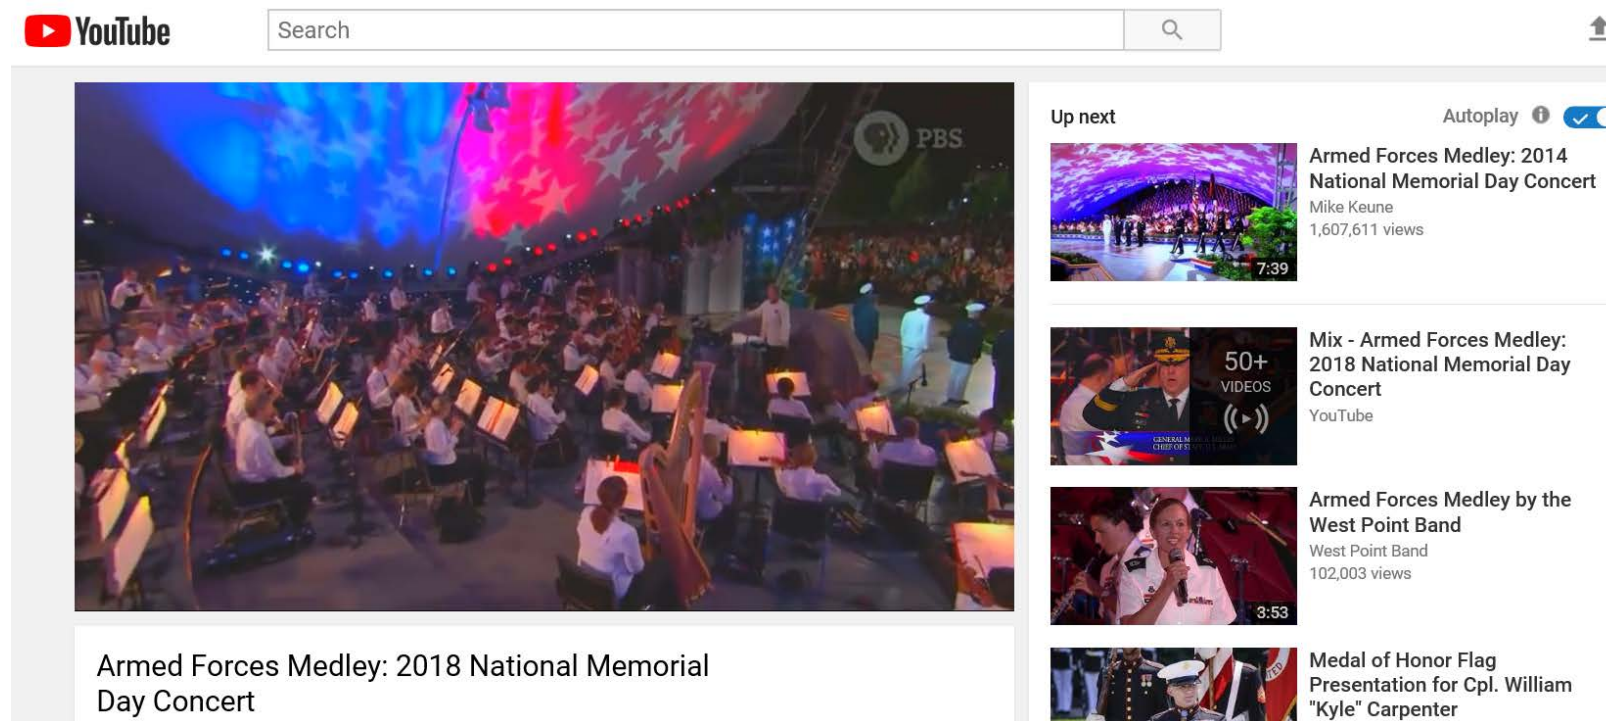 YouTube
Search
PBS
Armed Forces Medley: 2018 National Memorial
Day Concert
Up next
Autoplay
Armed Forces Medley: 2014
National Memorial Day Concert
Mike Keune
1,607,611 views
7:39
Mix - Armed Forces Medley:
2018 National Memorial Day
Concert
YouTube
50+
VIDEOS
GENERAL
CHIEF OF
Armed Forces Medley by the
West Point Band
West Point Band
102,003 views
3:53
Medal of Honor Flag
Presentation for Cpl. William
"Kyle" Carpenter